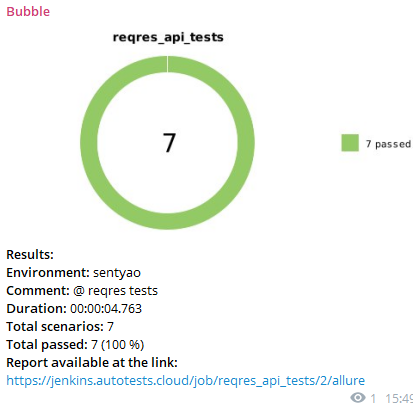 Bubble
reqres_api_tests
7
7 passed
Results:
Environment: sentyao
Comment: @ reqres tests
Duration: 00:00:04.763
Total scenarios: 7
Total passed: 7 (100 %)
Report available at the link:
https://jenkins.autotests.cloud/job/reqres_api_tests/2/allure
1 15:49